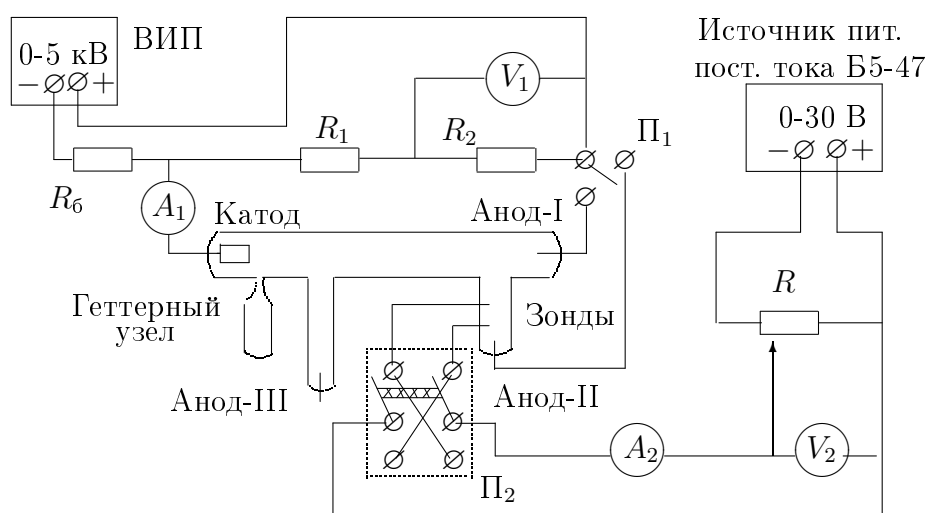 ВИП
0-5 кВ
− +
Источник пит.
пост. тока Б5-47
0-30 В
− +
V₁
R₁
R₂
П₁
Rб
A₁
Катод
Анод-I
R
Геттерный
узел
Зонды
Анод-III
Анод-II
A₂
V₂
П₂